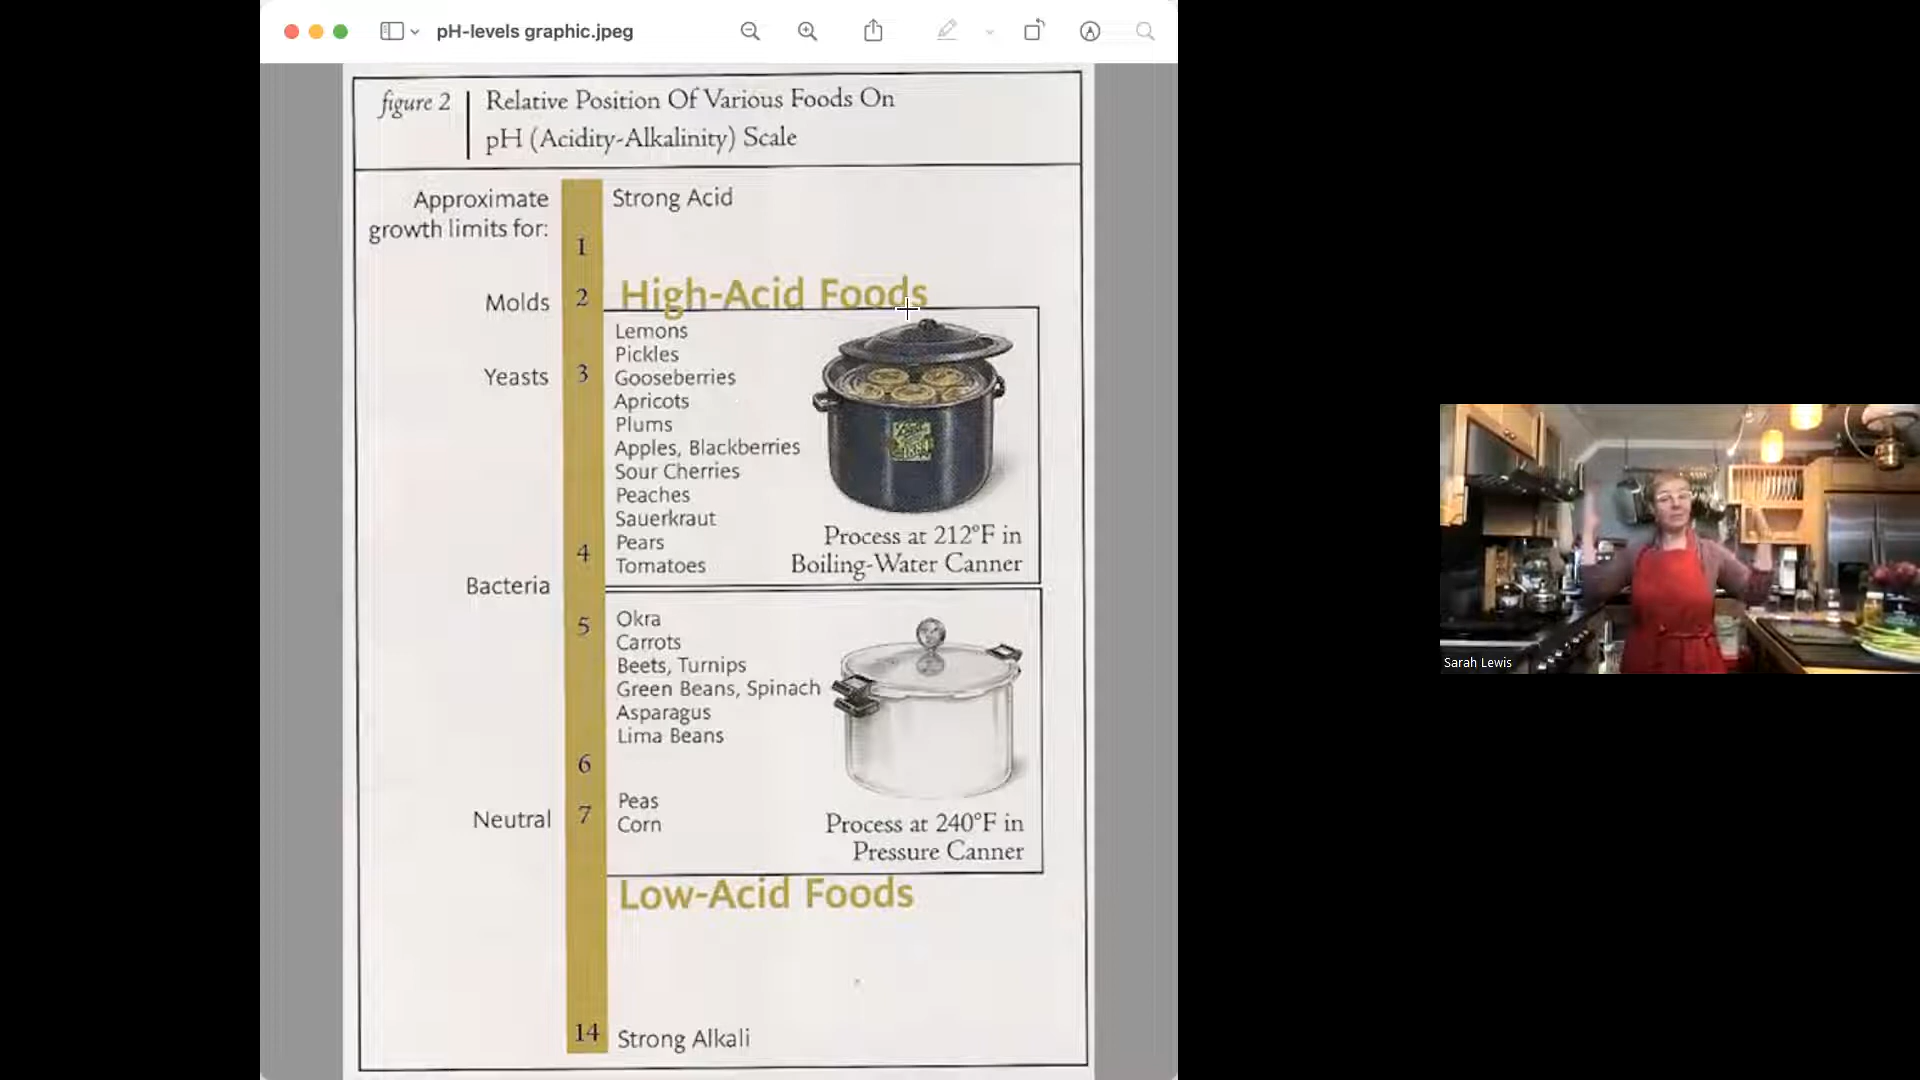 pH-levels graphic.jpeg
figure 2
Relative Position Of Various Foods On
pH (Acidity-Alkalinity) Scale
Approximate
growth limits for:
Strong Acid
1
Molds
2
High-Acid Foods
Lemons
Pickles
Yeasts
3
Gooseberries
Apricots
Plums
Apples, Blackberries
Sour Cherries
Peaches
Sauerkraut
Pears
4
Tomatoes
Process at 212°F in
Boiling-Water Canner
Bacteria
5
Okra
Carrots
Beets, Turnips
Green Beans, Spinach
Asparagus
Lima Beans
6
Peas
Neutral
7
Corn
Process at 240°F in
Pressure Canner
Low-Acid Foods
14
Strong Alkali
Sarah Lewis